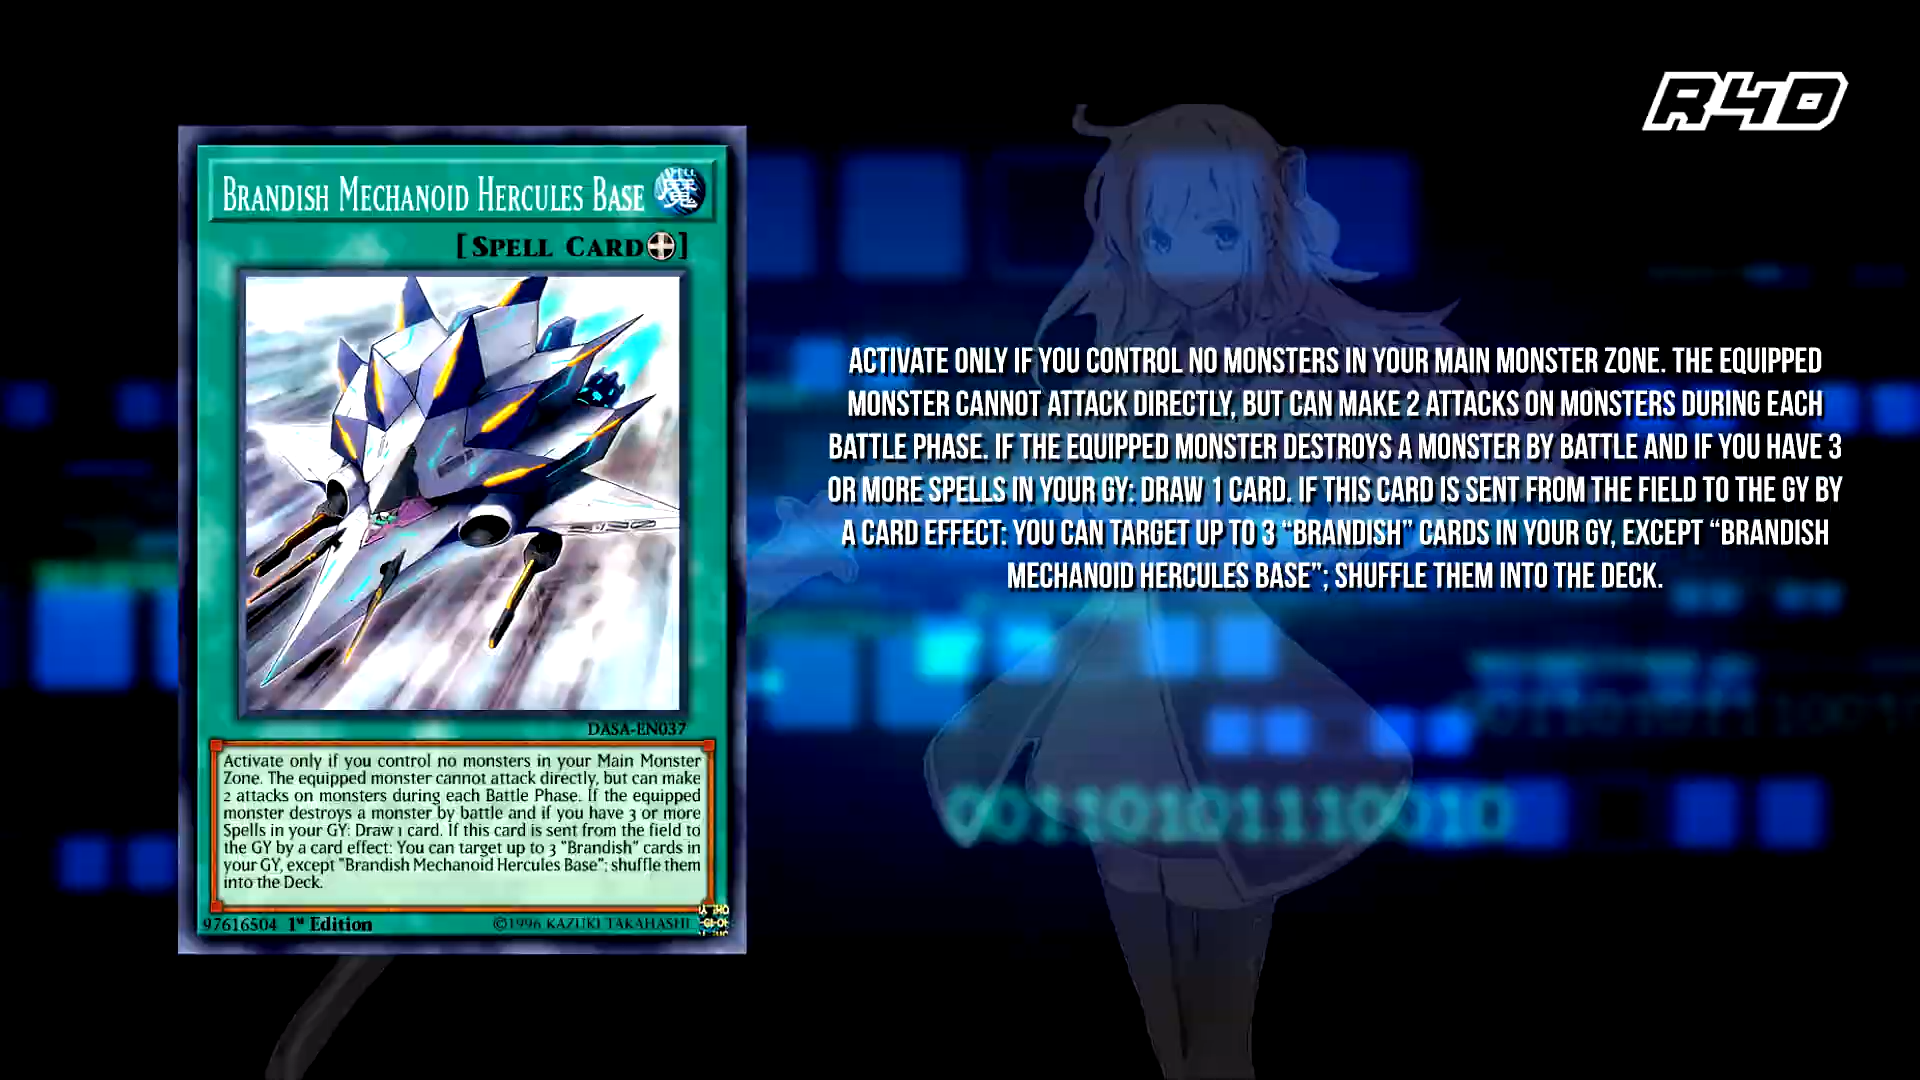 R4D
BRANDISH MECHANOID HERCULES BASE
[SPELL CARD]
DASA-EN037
Activate only if you control no monsters in your Main Monster
Zone. The equipped monster cannot attack directly, but can make
2 attacks on monsters during each Battle Phase. If the equipped
monster destroys a monster by battle and if you have 3 or more
Spells in your GY: Draw 1 card. If this card is sent from the field to
the GY by a card effect: You can target up to 3 "Brandish" cards in
your GY, except "Brandish Mechanoid Hercules Base"; shuffle them
into the Deck.
97616504 1st Edition ©1996 KAZUKI TAKAHASHI
ACTIVATE ONLY IF YOU CONTROL NO MONSTERS IN YOUR MAIN MONSTER ZONE. THE EQUIPPED
MONSTER CANNOT ATTACK DIRECTLY, BUT CAN MAKE 2 ATTACKS ON MONSTERS DURING EACH
BATTLE PHASE. IF THE EQUIPPED MONSTER DESTROYS A MONSTER BY BATTLE AND IF YOU HAVE 3
OR MORE SPELLS IN YOUR GY: DRAW 1 CARD. IF THIS CARD IS SENT FROM THE FIELD TO THE GY BY
A CARD EFFECT: YOU CAN TARGET UP TO 3 “BRANDISH” CARDS IN YOUR GY, EXCEPT “BRANDISH
MECHANOID HERCULES BASE”; SHUFFLE THEM INTO THE DECK.
00110101110010